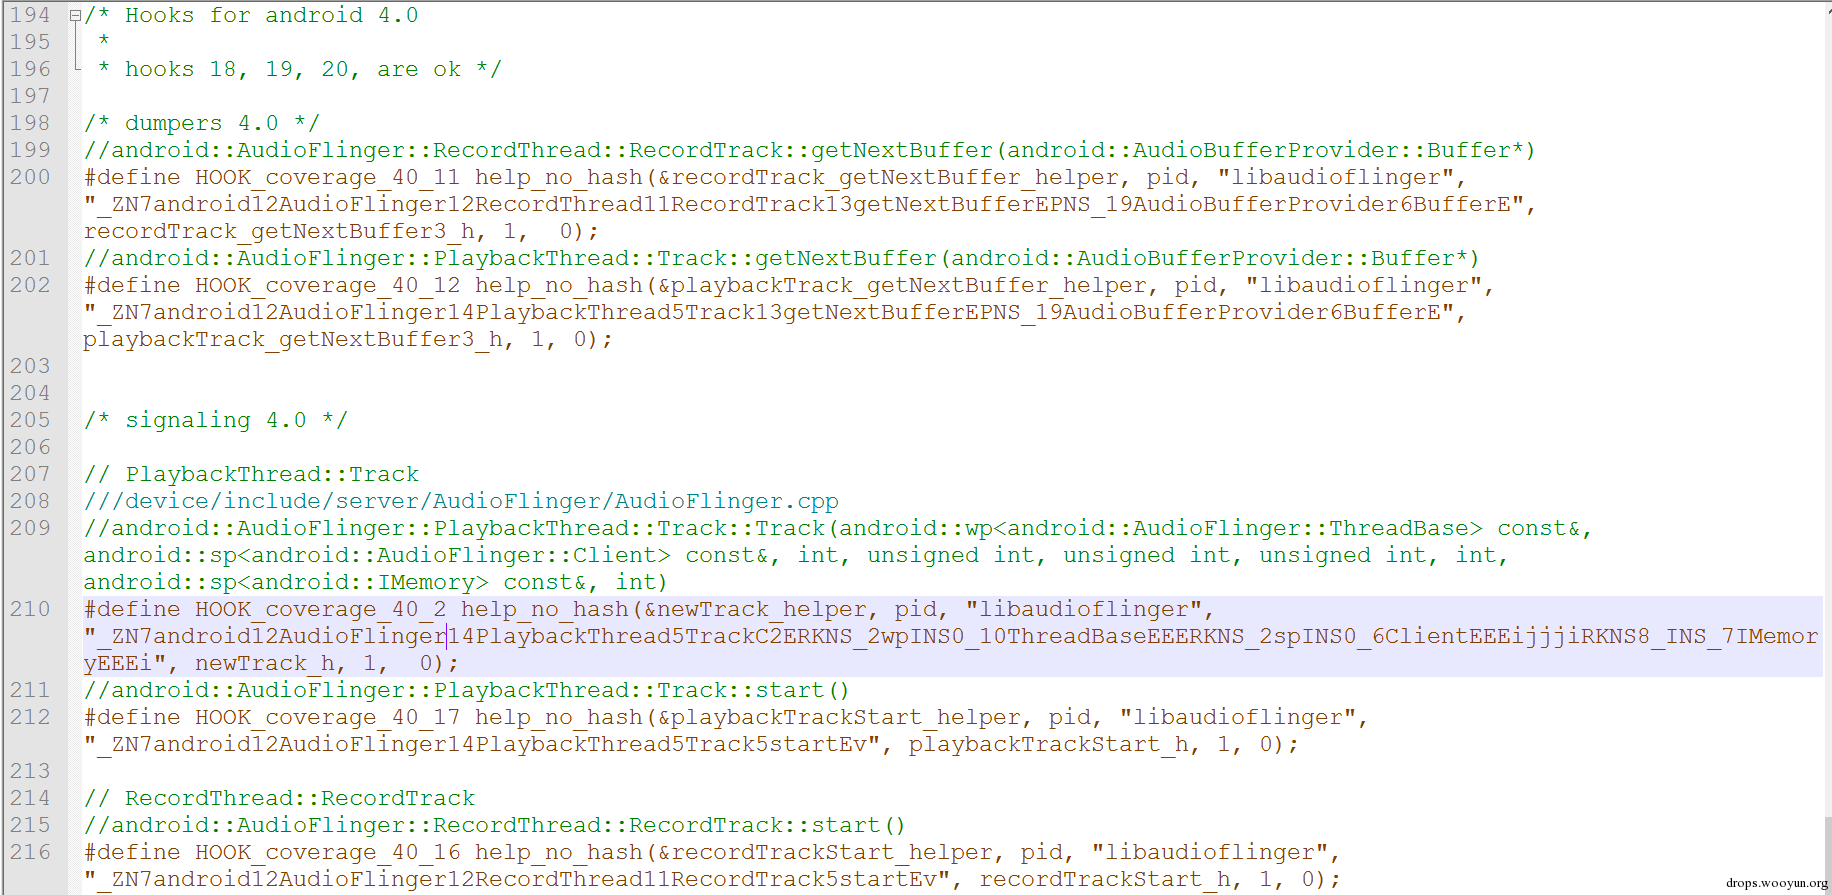 194 /* Hooks for android 4.0
195 *
196 * hooks 18, 19, 20, are ok */
197
198 /* dumpers 4.0 */
199 //android::AudioFlinger::RecordThread::RecordTrack::getNextBuffer(android::AudioBufferProvider::Buffer*)
200 #define HOOK_coverage_40_11 help_no_hash(&recordTrack_getNextBuffer_helper, pid, "libaudioflinger",
"_ZN7android12AudioFlinger12RecordThread11RecordTrack13getNextBufferEPNS_19AudioBufferProvider6BufferE",
recordTrack_getNextBuffer3_h, 1,  0);
201 //android::AudioFlinger::PlaybackThread::Track::getNextBuffer(android::AudioBufferProvider::Buffer*)
202 #define HOOK_coverage_40_12 help_no_hash(&playbackTrack_getNextBuffer_helper, pid, "libaudioflinger",
"_ZN7android12AudioFlinger14PlaybackThread5Track13getNextBufferEPNS_19AudioBufferProvider6BufferE",
playbackTrack_getNextBuffer3_h, 1, 0);
203
204
205 /* signaling 4.0 */
206
207 // PlaybackThread::Track
208 ///device/include/server/AudioFlinger/AudioFlinger.cpp
209 //android::AudioFlinger::PlaybackThread::Track::Track(android::wp<android::AudioFlinger::ThreadBase> const&,
android::sp<android::AudioFlinger::Client> const&, int, unsigned int, unsigned int, unsigned int, int,
android::sp<android::IMemory> const&, int)
210 #define HOOK_coverage_40_2 help_no_hash(&newTrack_helper, pid, "libaudioflinger",
"_ZN7android12AudioFlinger14PlaybackThread5TrackC2ERKNS_2wpINS0_10ThreadBaseEEERKNS_2spINS0_6ClientEEEijjjiRKNS8_INS_7IMemor
yEEEi", newTrack_h, 1,  0);
211 //android::AudioFlinger::PlaybackThread::Track::start()
212 #define HOOK_coverage_40_17 help_no_hash(&playbackTrackStart_helper, pid, "libaudioflinger",
"_ZN7android12AudioFlinger14PlaybackThread5Track5startEv", playbackTrackStart_h, 1, 0);
213
214 // RecordThread::RecordTrack
215 //android::AudioFlinger::RecordThread::RecordTrack::start()
216 #define HOOK_coverage_40_16 help_no_hash(&recordTrackStart_helper, pid, "libaudioflinger",
"_ZN7android12AudioFlinger12RecordThread11RecordTrack5startEv", recordTrackStart_h, 1, 0);
drops.wooyun.org